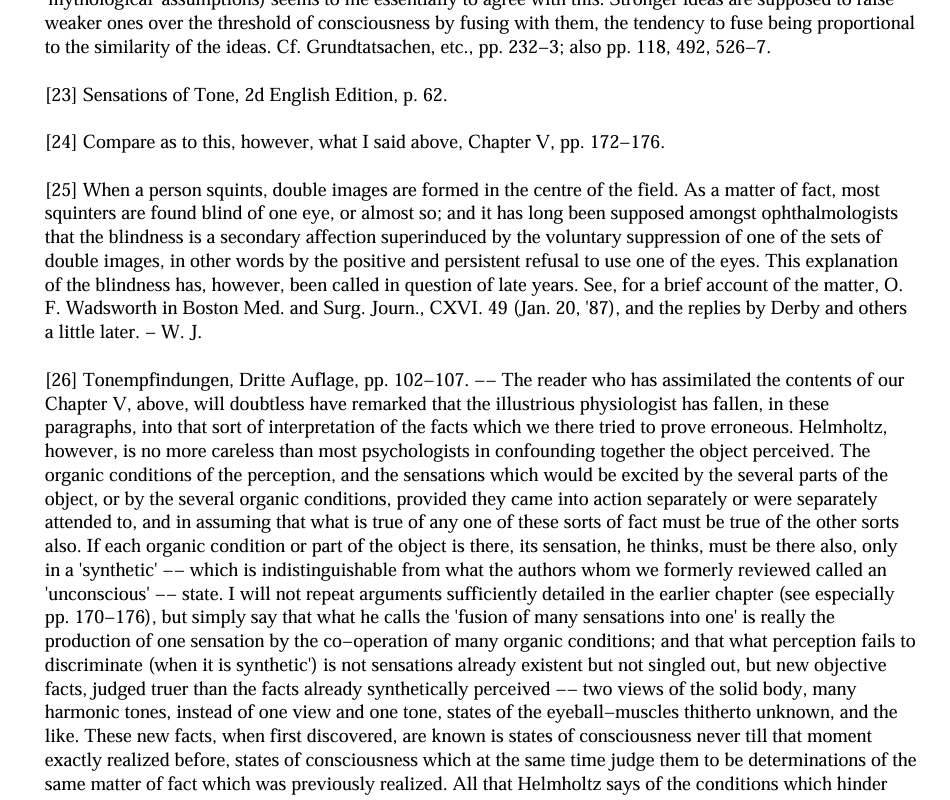 'mythological' assumptions) seems to me essentially to agree with this. Stronger ideas are supposed to raise
weaker ones over the threshold of consciousness by fusing with them, the tendency to fuse being proportional
to the similarity of the ideas. Cf. Grundtatsachen, etc., pp. 232–3; also pp. 118, 492, 526–7.
[23] Sensations of Tone, 2d English Edition, p. 62.
[24] Compare as to this, however, what I said above, Chapter V, pp. 172–176.
[25] When a person squints, double images are formed in the centre of the field. As a matter of fact, most
squinters are found blind of one eye, or almost so; and it has long been supposed amongst ophthalmologists
that the blindness is a secondary affection superinduced by the voluntary suppression of one of the sets of
double images, in other words by the positive and persistent refusal to use one of the eyes. This explanation
of the blindness has, however, been called in question of late years. See, for a brief account of the matter, O.
F. Wadsworth in Boston Med. and Surg. Journ., CXVI. 49 (Jan. 20, '87), and the replies by Derby and others
a little later. – W. J.
[26] Tonempfindungen, Dritte Auflage, pp. 102–107. –– The reader who has assimilated the contents of our
Chapter V, above, will doubtless have remarked that the illustrious physiologist has fallen, in these
paragraphs, into that sort of interpretation of the facts which we there tried to prove erroneous. Helmholtz,
however, is no more careless than most psychologists in confounding together the object perceived. The
organic conditions of the perception, and the sensations which would be excited by the several parts of the
object, or by the several organic conditions, provided they came into action separately or were separately
attended to, and in assuming that what is true of any one of these sorts of fact must be true of the other sorts
also. If each organic condition or part of the object is there, its sensation, he thinks, must be there also, only
in a 'synthetic' –– which is indistinguishable from what the authors whom we formerly reviewed called an
'unconscious' –– state. I will not repeat arguments sufficiently detailed in the earlier chapter (see especially
pp. 170–176), but simply say that what he calls the 'fusion of many sensations into one' is really the
production of one sensation by the co–operation of many organic conditions; and that what perception fails to
discriminate (when it is synthetic') is not sensations already existent but not singled out, but new objective
facts, judged truer than the facts already synthetically perceived –– two views of the solid body, many
harmonic tones, instead of one view and one tone, states of the eyeball–muscles thitherto unknown, and the
like. These new facts, when first discovered, are known is states of consciousness never till that moment
exactly realized before, states of consciousness which at the same time judge them to be determinations of the
same matter of fact which was previously realized. All that Helmholtz says of the conditions which hinder